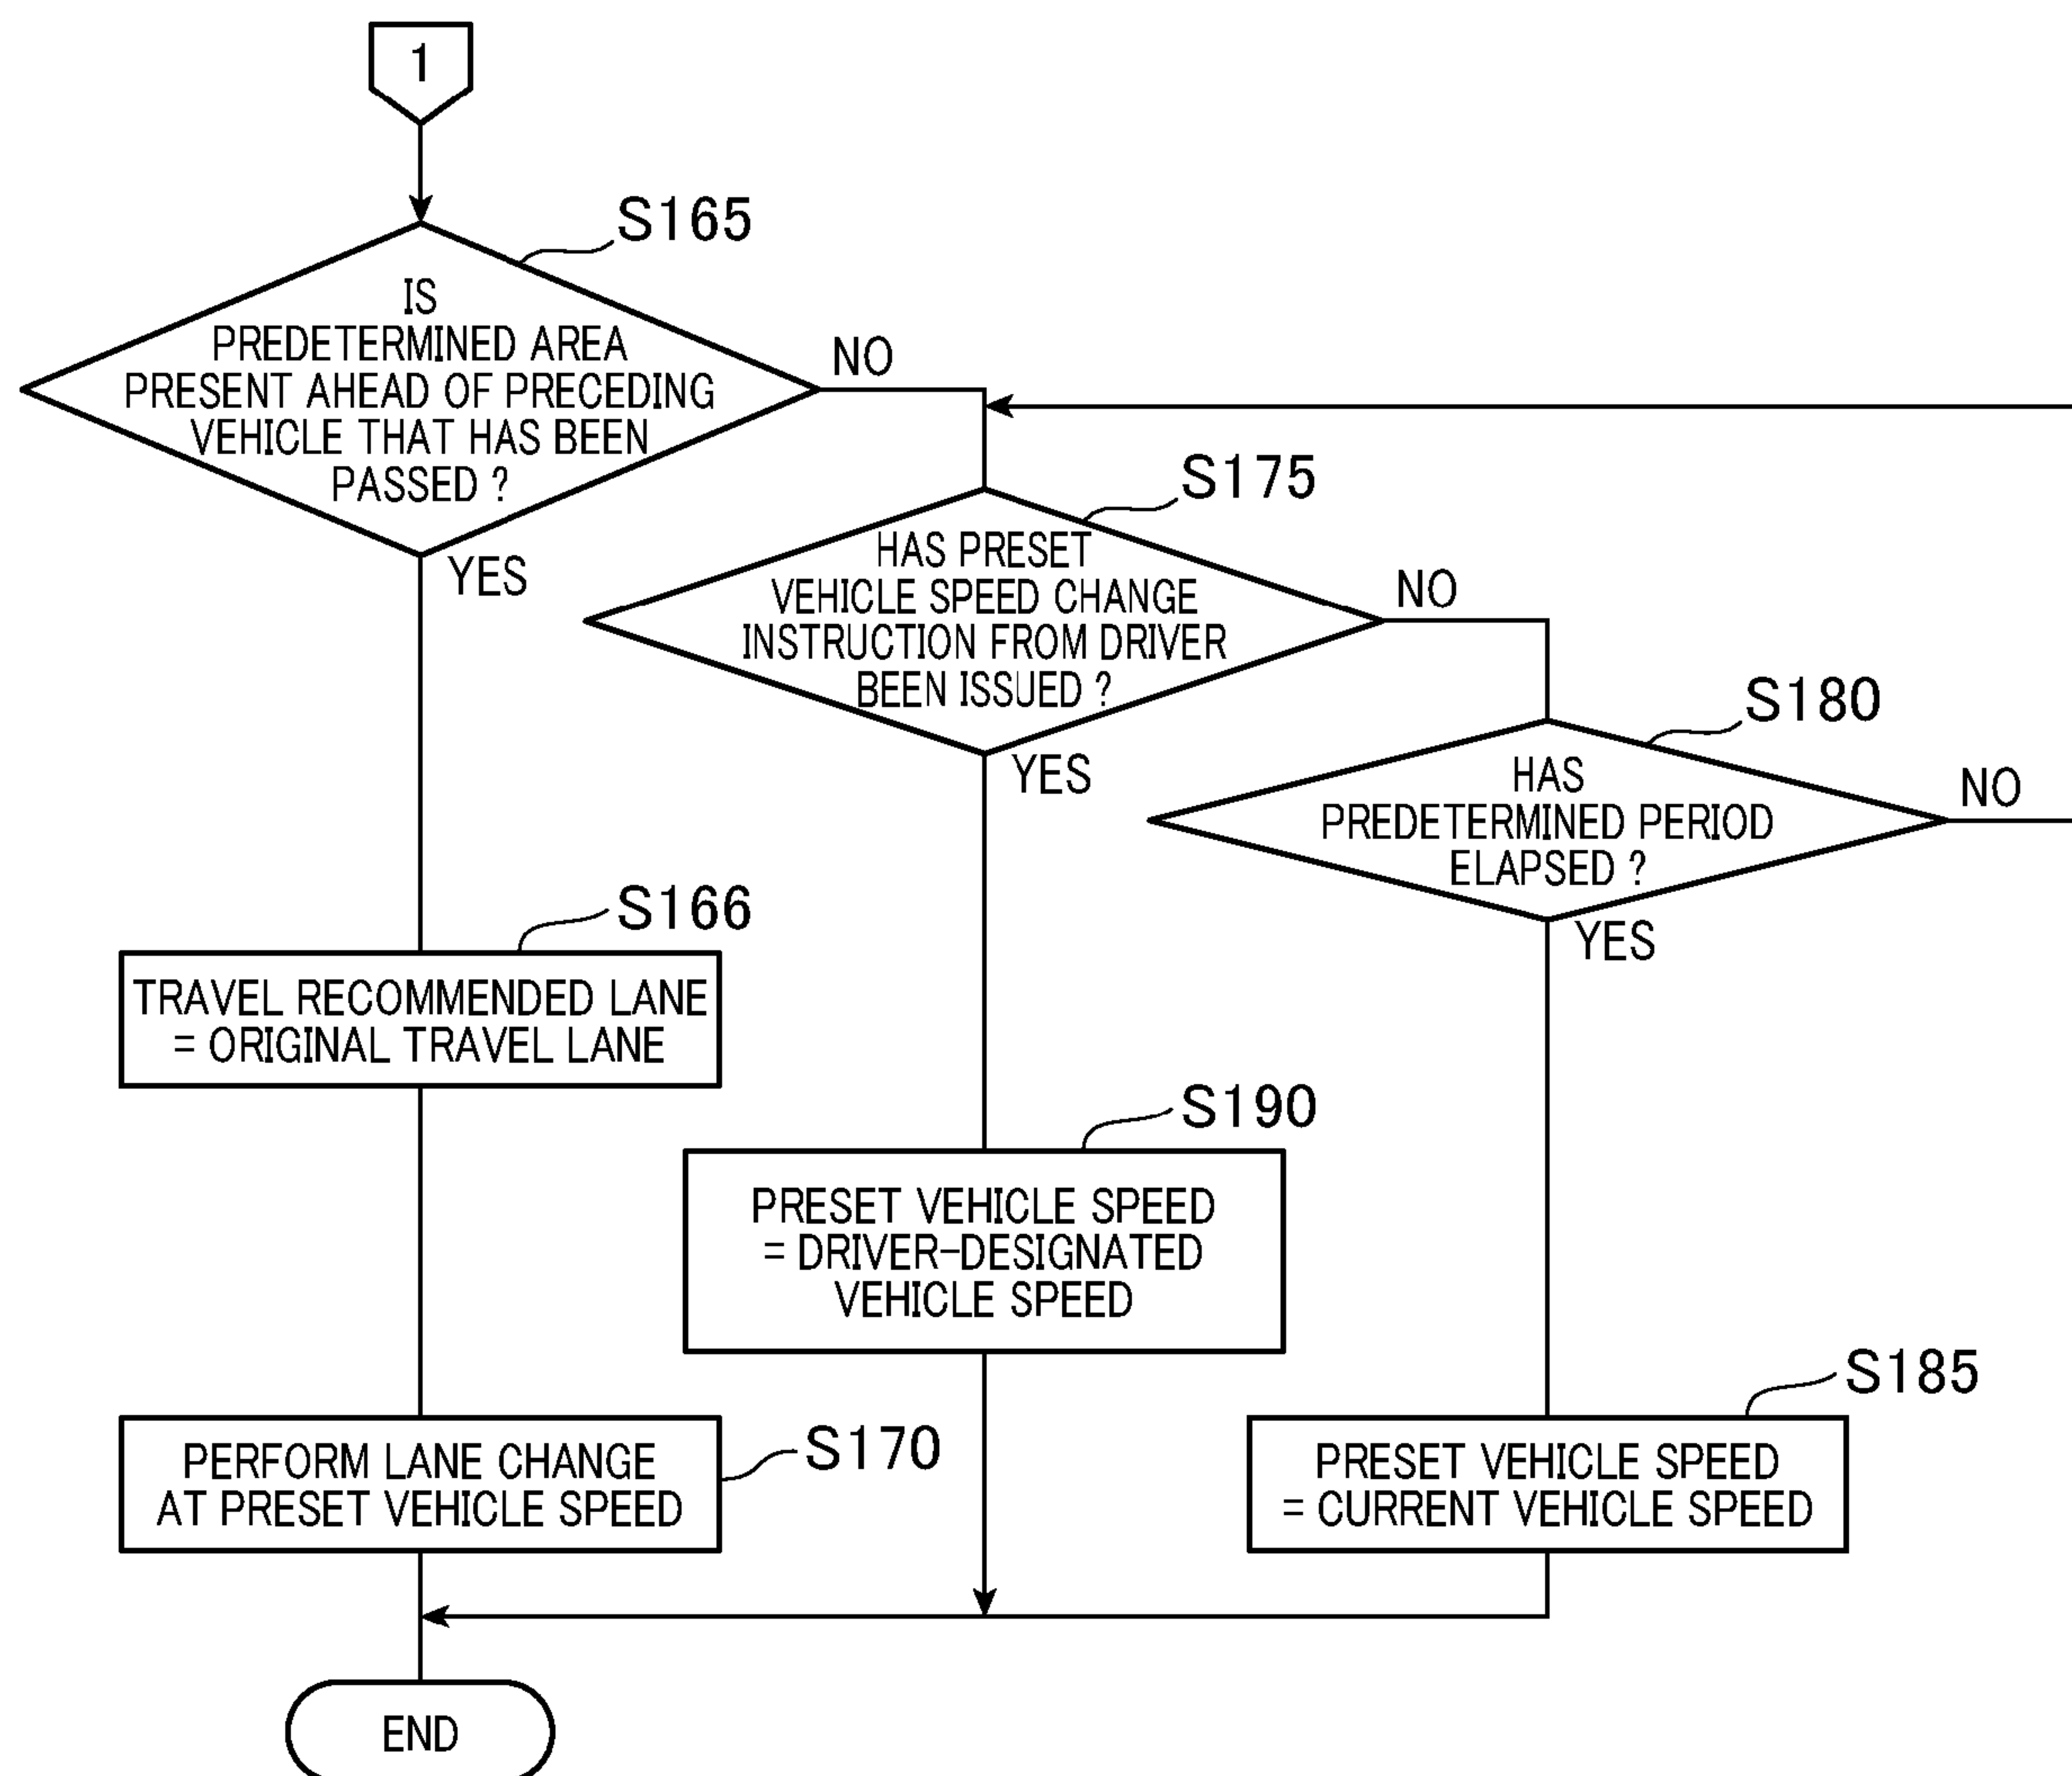 1
S165
IS
PREDETERMINED AREA
PRESENT AHEAD OF PRECEDING
VEHICLE THAT HAS BEEN
PASSED ?
NO
YES
S175
HAS PRESET
VEHICLE SPEED CHANGE
INSTRUCTION FROM DRIVER
BEEN ISSUED ?
NO
YES
S180
HAS
PREDETERMINED PERIOD
ELAPSED ?
NO
YES
S166
TRAVEL RECOMMENDED LANE
= ORIGINAL TRAVEL LANE
S190
PRESET VEHICLE SPEED
= DRIVER-DESIGNATED
VEHICLE SPEED
S170
PERFORM LANE CHANGE
AT PRESET VEHICLE SPEED
S185
PRESET VEHICLE SPEED
= CURRENT VEHICLE SPEED
END